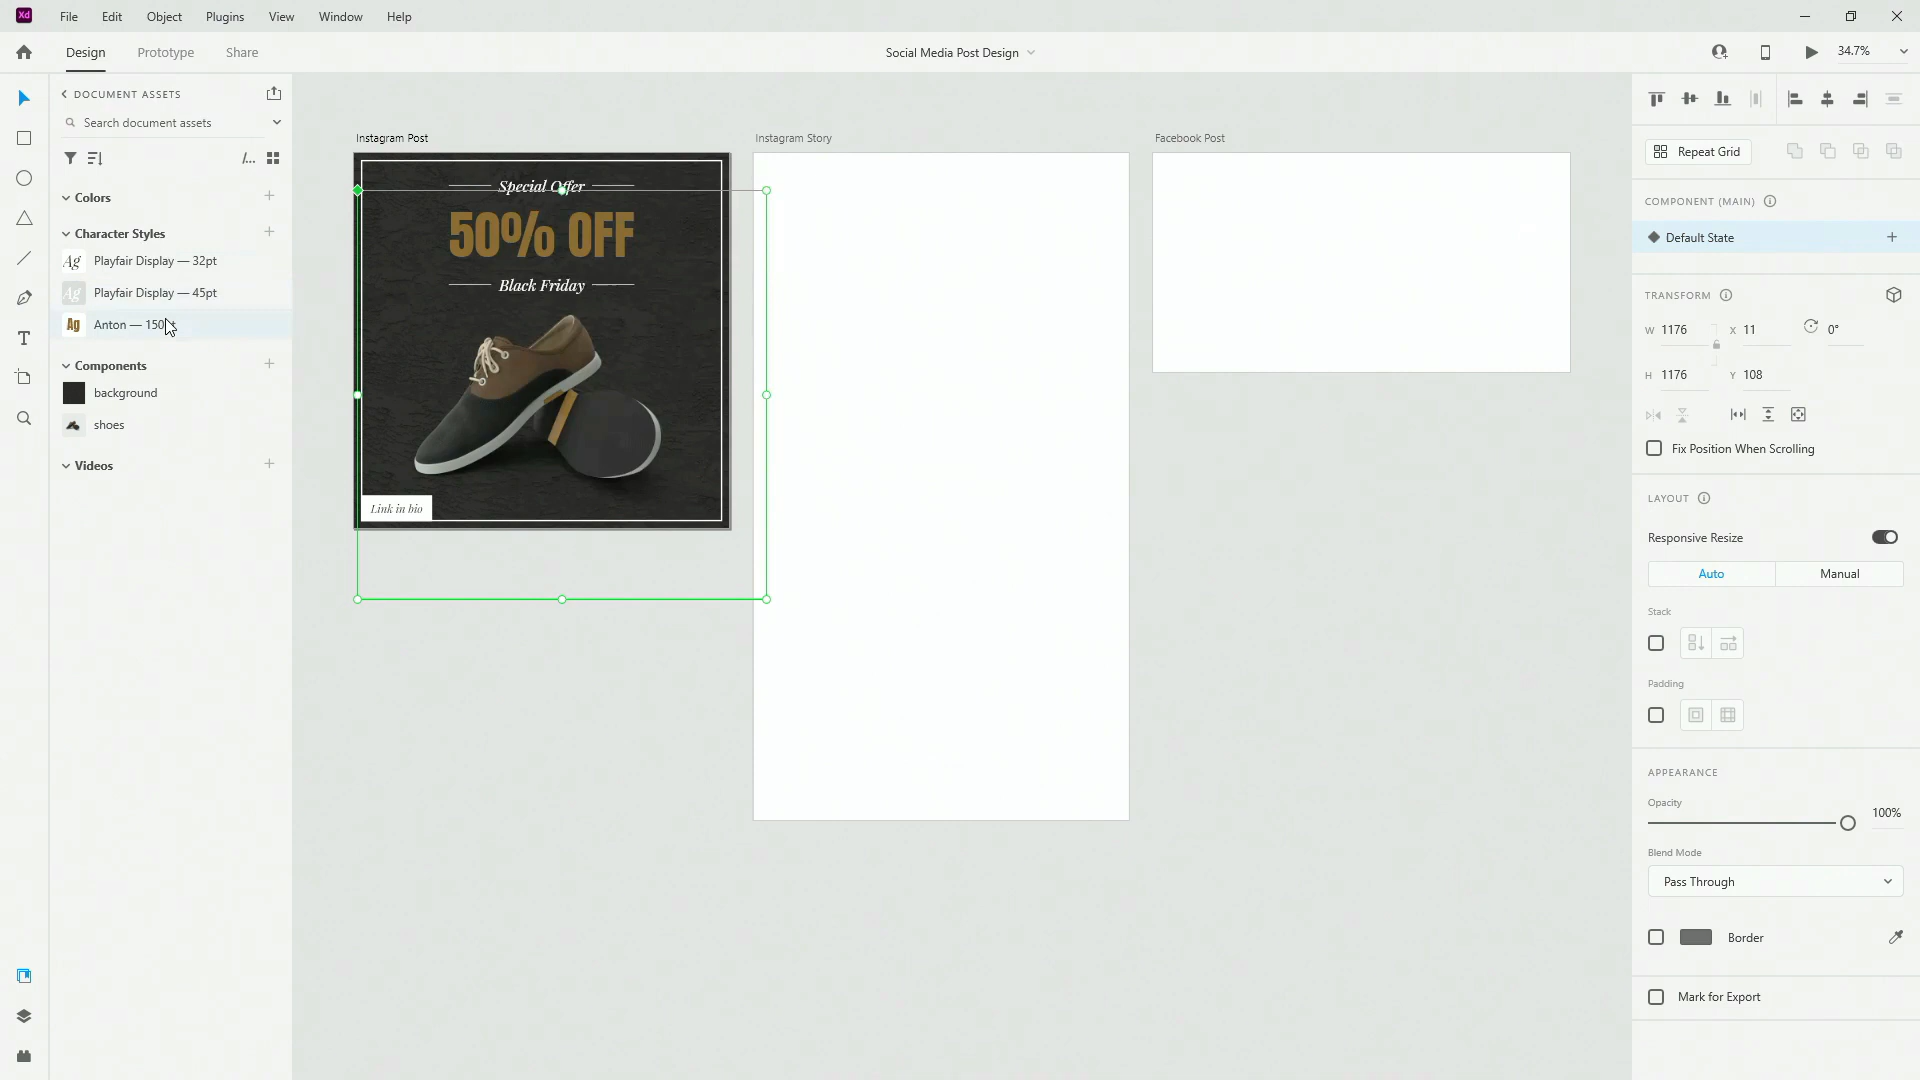 Xd File Edit Object Plugins View Window Help
Design Prototype Share Social Media Post Design 34.7%
DOCUMENT ASSETS
Search document assets
/...
Colors
Character Styles
Ag Playfair Display — 32pt
Ag Playfair Display — 45pt
Ag Anton — 150
Components
background
shoes
Videos
Instagram Post
Special Offer
50% OFF
Black Friday
Link in bio
Instagram Story
Facebook Post
Repeat Grid
COMPONENT (MAIN)
Default State
TRANSFORM
W 1176 X 11 0°
H 1176 Y 108
Fix Position When Scrolling
LAYOUT
Responsive Resize
Auto Manual
Stack
Padding
APPEARANCE
Opacity
100%
Blend Mode
Pass Through
Border
Mark for Export